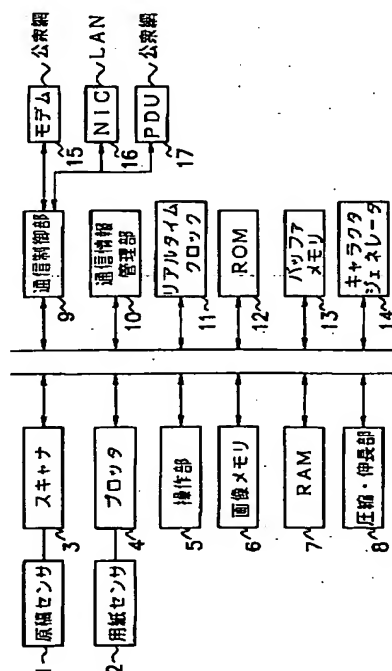 原稿センサ
1
用紙センサ
2
スキャナ
3
プロッタ
4
操作部
5
画像メモリ
6
RAM
7
圧縮・伸長部
8
通信制御部
9
通信情報
管理部
10
リアルタイム
クロック
11
ROM
12
バッファ
メモリ
13
キャラクタ
ジェネレータ
14
モデム
15
公衆網
NIC
16
LAN
PDU
17
公衆網